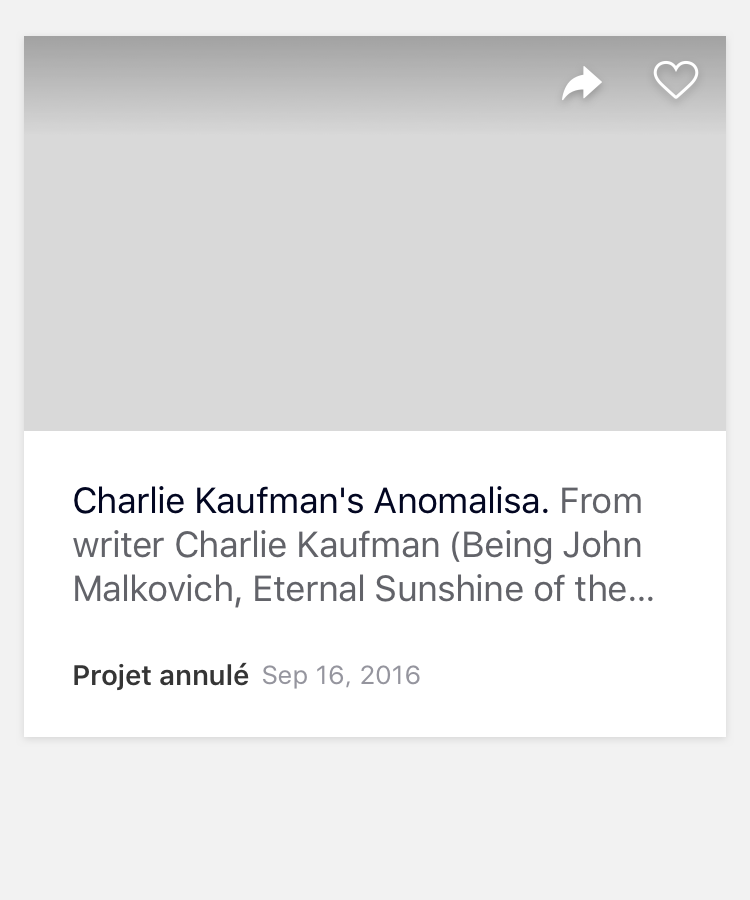 Charlie Kaufman's Anomalisa. From
writer Charlie Kaufman (Being John
Malkovich, Eternal Sunshine of the...
Projet annulé Sep 16, 2016